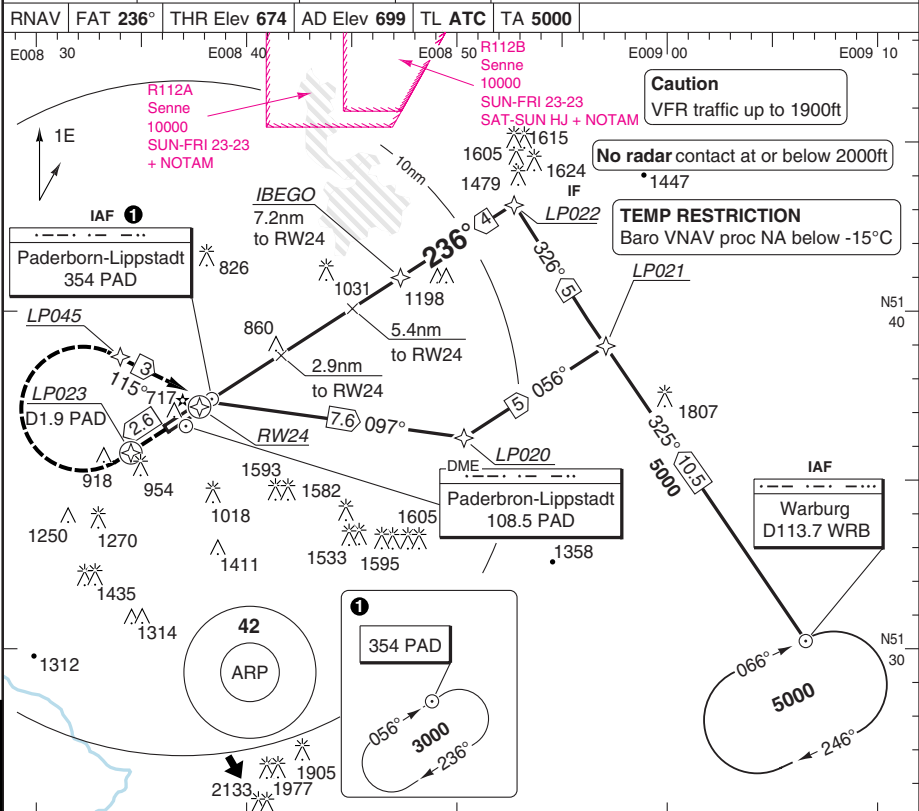 RNAV FAT 236° THR Elev 674 AD Elev 699 TL ATC TA 5000
E008 30 E008 40 E008 50 E009 00 E009 10
R112A
Senne
10000
SUN-FRI 23-23
+ NOTAM
R112B
Senne
10000
SUN-FRI 23-23
SAT-SUN HJ + NOTAM
Caution
VFR traffic up to 1900ft
No radar contact at or below 2000ft
TEMP RESTRICTION
Baro VNAV proc NA below -15°C
1E
10nm
1615
1605
1624
1479
1447
IF
LP022
IBEGO
7.2nm
to RW24
236°
4
326°
5
LP021
IAF 1
Paderborn-Lippstadt
354 PAD
826
1031
1198
N51
40
LP045
860
5.4nm
to RW24
2.9nm
to RW24
3
115°
717
LP023
D1.9 PAD
2.6
RW24
7.6 097°
5 056°
LP020
1807
325°
5000
10.5
918
954
1593
1582
DME
Paderbron-Lippstadt
108.5 PAD
IAF
Warburg
D113.7 WRB
1018
1605
1250
1270
1533
1595
1411
1358
1435
1314
42
ARP
1
354 PAD
056°
3000
236°
1312
N51
30
066°
5000
246°
1905
2133
1977